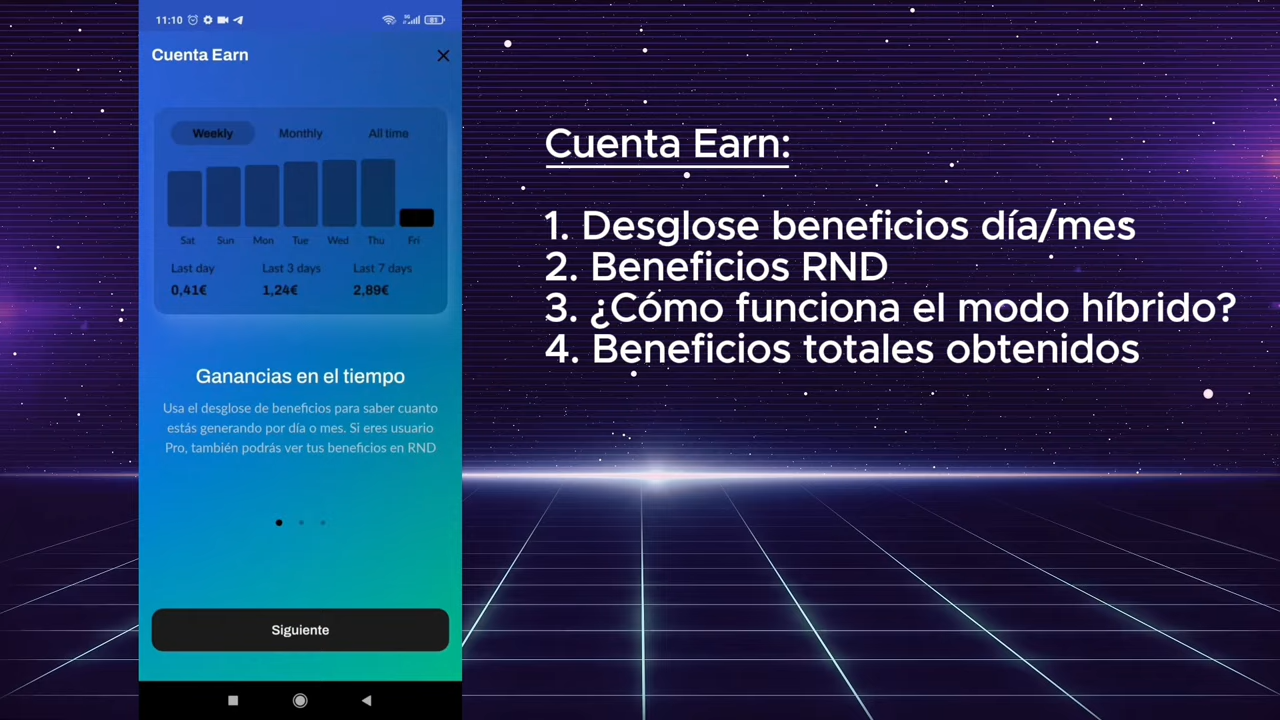 11:10
81
Cuenta Earn
Weekly Monthly All time
Sat Sun Mon Tue Wed Thu Fri
Last day Last 3 days Last 7 days
0,41€ 1,24€ 2,89€
Ganancias en el tiempo
Usa el desglose de beneficios para saber cuanto
estás generando por día o mes. Si eres usuario
Pro, también podrás ver tus beneficios en RND
Siguiente
Cuenta Earn:
1. Desglose beneficios día/mes
2. Beneficios RND
3. ¿Cómo funciona el modo híbrido?
4. Beneficios totales obtenidos